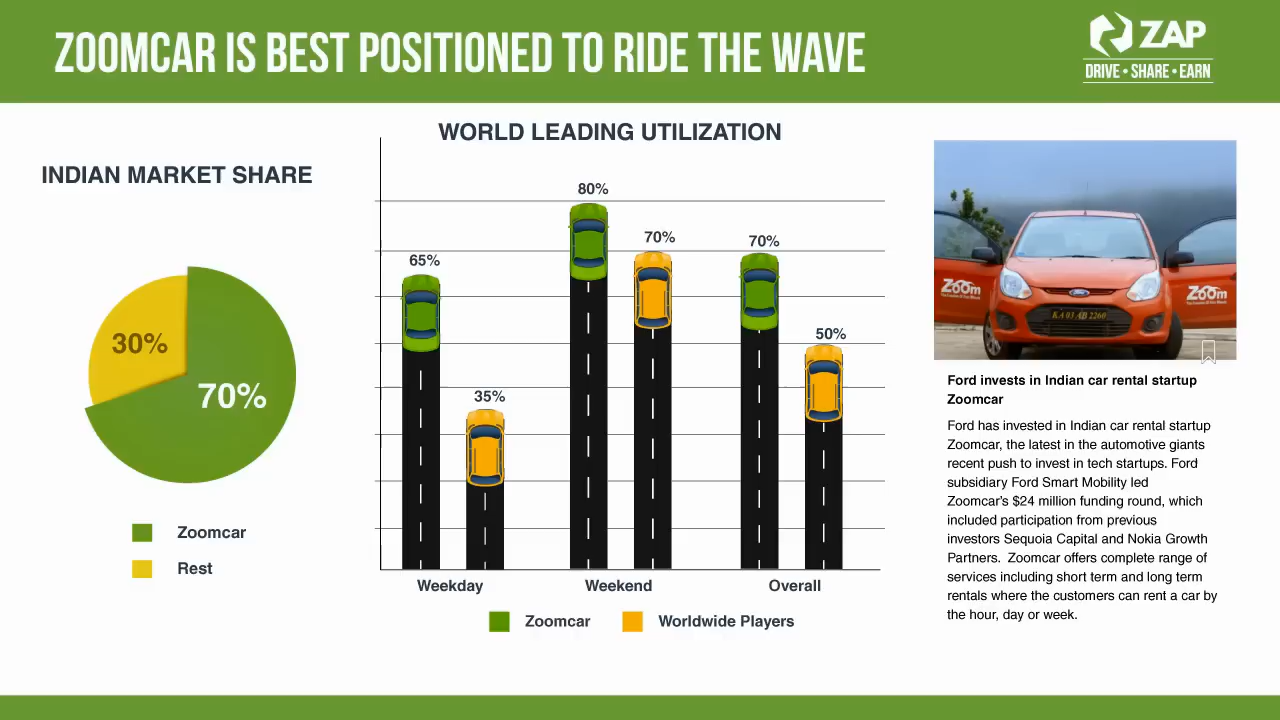 ZOOMCAR IS BEST POSITIONED TO RIDE THE WAVE
ZAP
DRIVE • SHARE • EARN
INDIAN MARKET SHARE
30%
70%
Zoomcar
Rest
WORLD LEADING UTILIZATION
65%
35%
80%
70%
70%
50%
Weekday
Weekend
Overall
Zoomcar
Worldwide Players
Zoom
Zoom
Ford
KA 03 AB 2260
Ford invests in Indian car rental startup
Zoomcar
Ford has invested in Indian car rental startup
Zoomcar, the latest in the automotive giants
recent push to invest in tech startups. Ford
subsidiary Ford Smart Mobility led
Zoomcar's $24 million funding round, which
included participation from previous
investors Sequoia Capital and Nokia Growth
Partners.  Zoomcar offers complete range of
services including short term and long term
rentals where the customers can rent a car by
the hour, day or week.